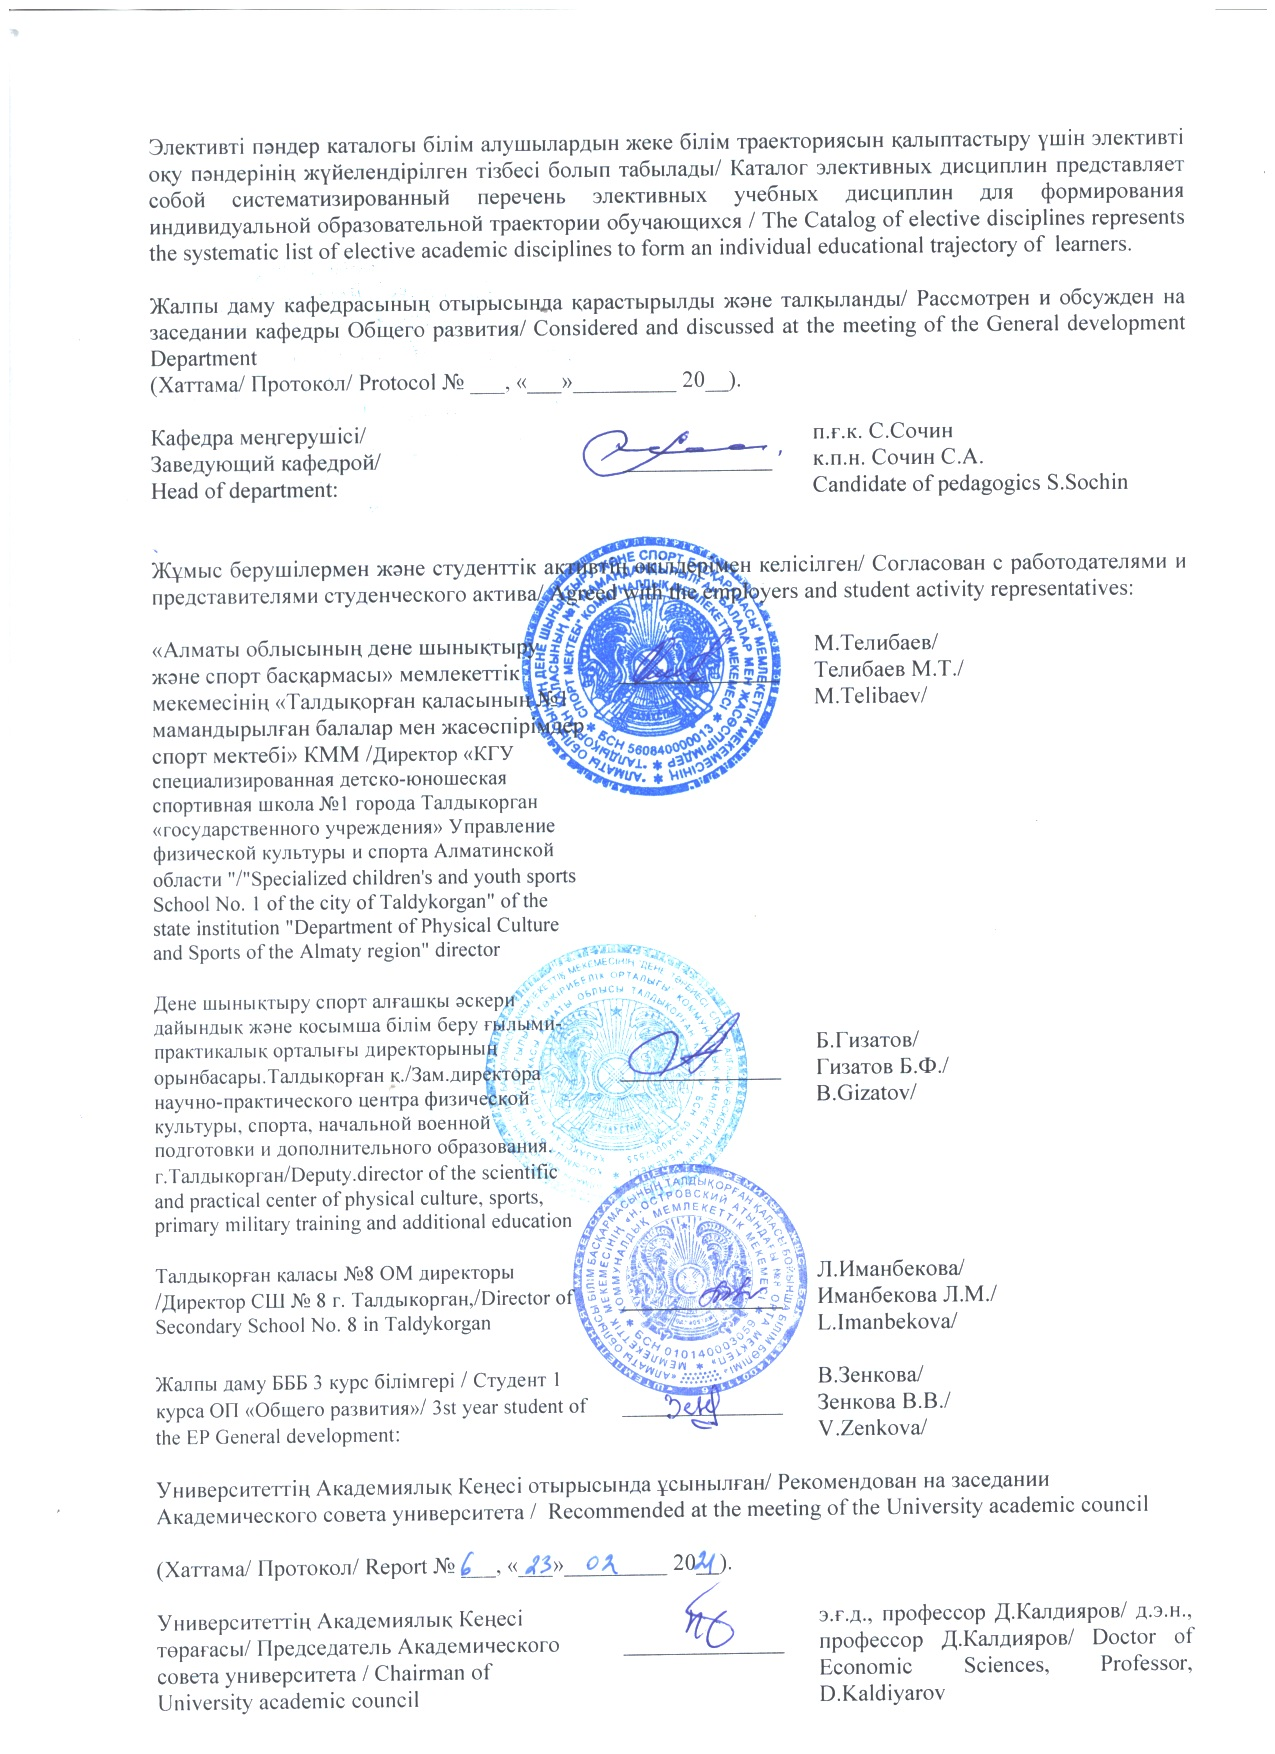 Элективті пәндер каталогы білім алушылардын жеке білім траекториясын қалыптастыру үшін элективті
оқу пәндерінің жүйелендірілген тізбесі болып табылады/ Каталог элективных дисциплин представляет
собой систематизированный перечень элективных учебных дисциплин для формирования
индивидуальной образовательной траектории обучающихся / The Catalog of elective disciplines represents
the systematic list of elective academic disciplines to form an individual educational trajectory of learners.
Жалпы даму кафедрасының отырысында қарастырылды және талқыланды/ Рассмотрен и обсужден на
заседании кафедры Общего развития/ Considered and discussed at the meeting of the General development
Department
(Хаттама/ Протокол/ Protocol № ___, «___»_________ 20__).
Кафедра меңгерушісі/
Заведующий кафедрой/
Head of department:
п.ғ.к. С.Сочин
к.п.н. Сочин С.А.
Candidate of pedagogics S.Sochin
Жұмыс берушілермен және студенттік активтің өкілдерімен келісілген/ Согласован с работодателями и
представителями студенческого актива/ Agreed with the employers and student activity representatives:
«Алматы облысының дене шынықтыру
және спорт басқармасы» мемлекеттік
мекемесінің «Талдықорған қаласының №1
мамандырылған балалар мен жасөспірімдер
спорт мектебі» КММ /Директор «КГУ
специализированная детско-юношеская
спортивная школа №1 города Талдыкорган
«государственного учреждения» Управление
физической культуры и спорта Алматинской
области "/"Specialized children's and youth sports
School No. 1 of the city of Taldykorgan" of the
state institution "Department of Physical Culture
and Sports of the Almaty region" director
М.Телибаев/
Телибаев М.Т./
M.Telibaev/
БСН 560840000013
Дене шынықтыру спорт алғашқы әскери
дайындық және қосымша білім беру ғылыми-
практикалық орталығы директорының
орынбасары.Талдықорған қ./Зам.директора
научно-практического центра физической
культуры, спорта, начальной военной
подготовки и дополнительного образования.
г.Талдыкорган/Deputy.director of the scientific
and practical center of physical culture, sports,
primary military training and additional education
Б.Гизатов/
Гизатов Б.Ф./
B.Gizatov/
Талдықорған қаласы №8 ОМ директоры
/Директор СШ № 8 г. Талдыкорган,/Director of
Secondary School No. 8 in Taldykorgan
Л.Иманбекова/
Иманбекова Л.М./
L.Imanbekova/
БСН 010140003059
Жалпы даму БББ 3 курс білімгері / Студент 1
курса ОП «Общего развития»/ 3st year student of
the EP General development:
В.Зенкова/
Зенкова В.В./
V.Zenkova/
Университеттің Академиялық Кеңесі отырысында ұсынылған/ Рекомендован на заседании
Академического совета университета / Recommended at the meeting of the University academic council
(Хаттама/ Протокол/ Report № 6, «23» 02 2021).
Университеттің Академиялық Кеңесі
төрағасы/ Председатель Академического
совета университета / Chairman of
University academic council
э.ғ.д., профессор Д.Калдияров/ д.э.н.,
профессор Д.Калдияров/ Doctor of
Economic Sciences, Professor,
D.Kaldiyarov